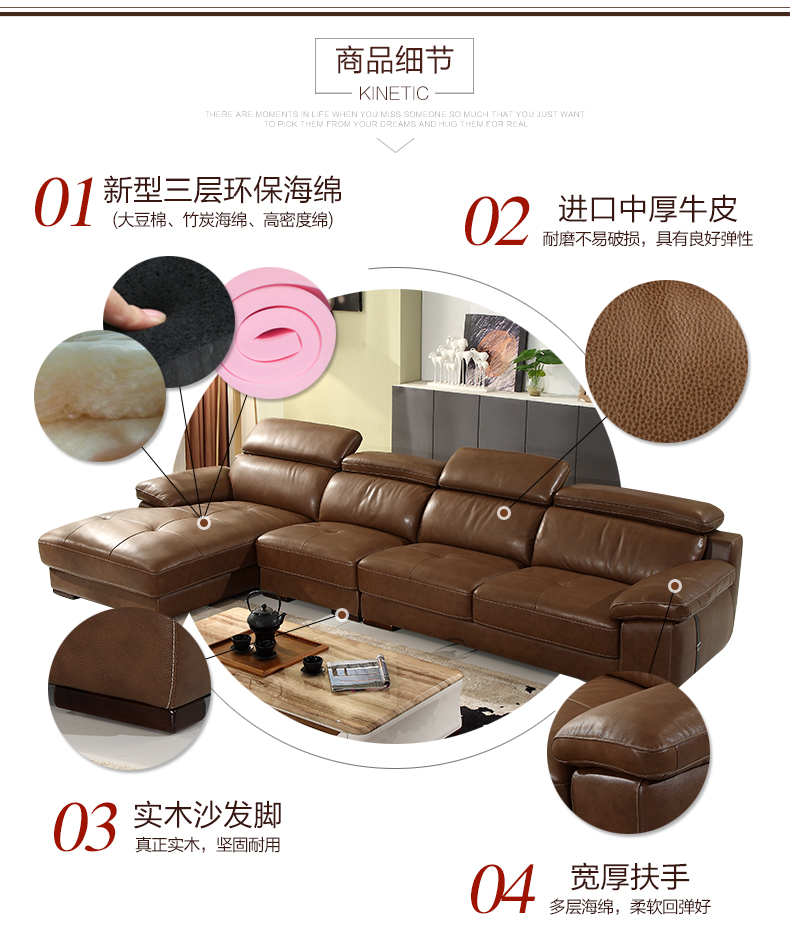 商品细节
KINETIC
THERE ARE MOMENTS IN LIFE WHEN YOU MISS SOMEONE SO MUCH THAT YOU JUST WANT
TO PICK THEM FROM YOUR DREAMS AND HUG THEM FOR REAL
01 新型三层环保海绵
(大豆棉、竹炭海绵、高密度绵)
02 进口中厚牛皮
耐磨不易破损，具有良好弹性
03 实木沙发脚
真正实木，坚固耐用
04 宽厚扶手
多层海绵，柔软回弹好